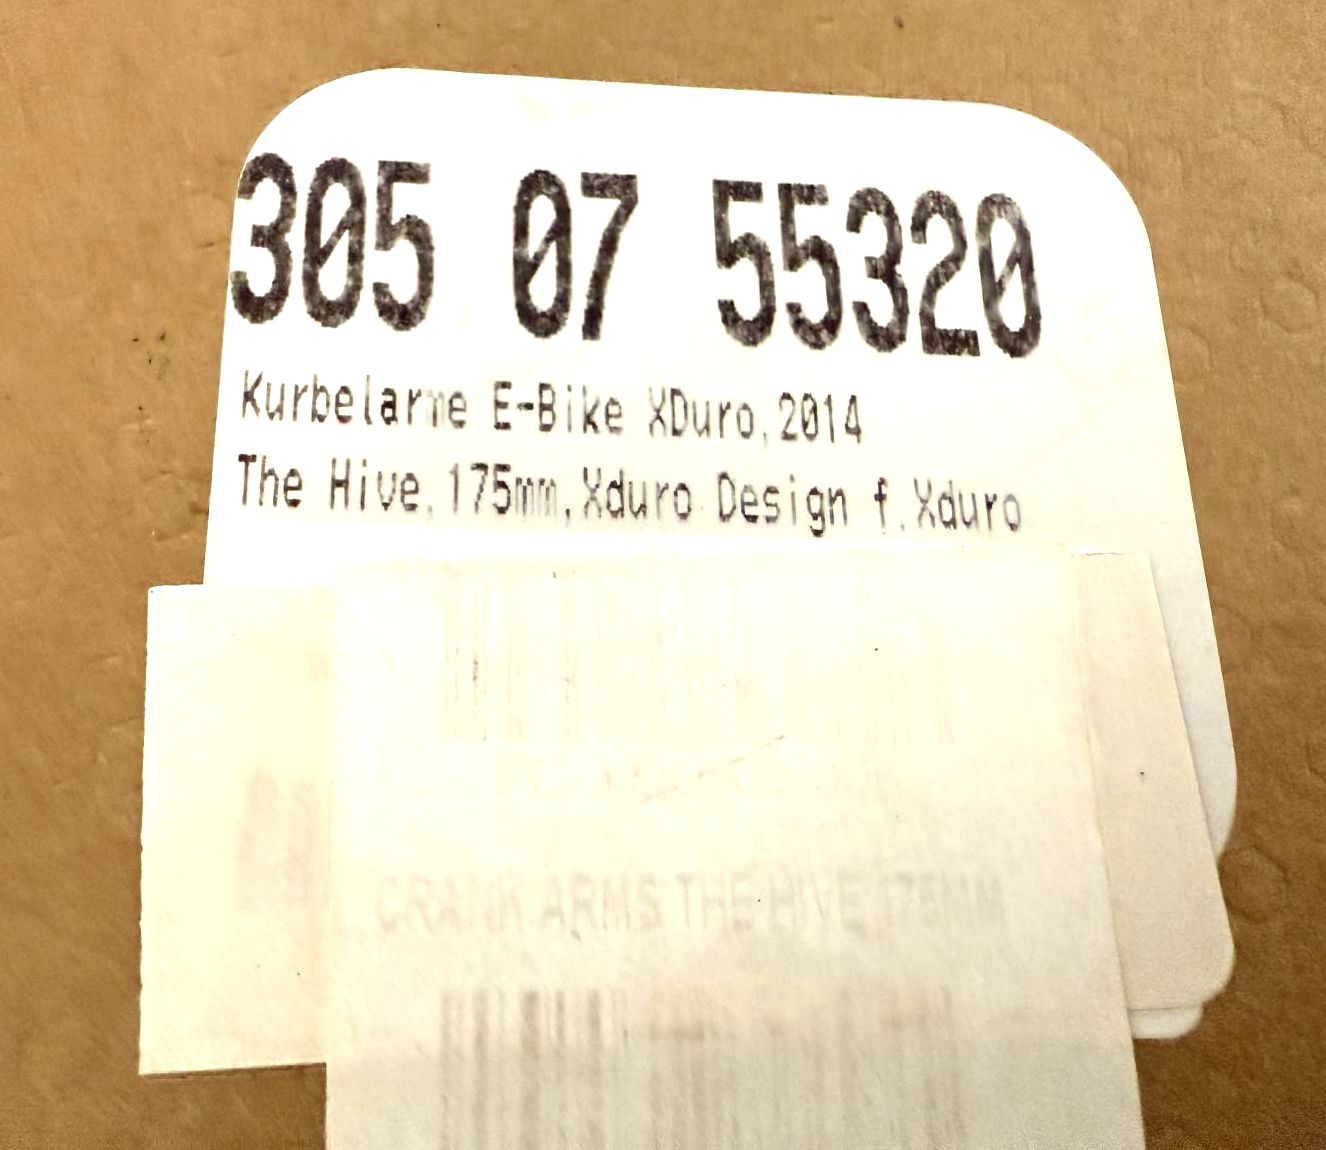 305 07 55320
Kurbelarme E-Bike XDuro,2014
The Hive,175mm,Xduro Design f.Xduro
CRANK ARMS THE HIVE 175MM